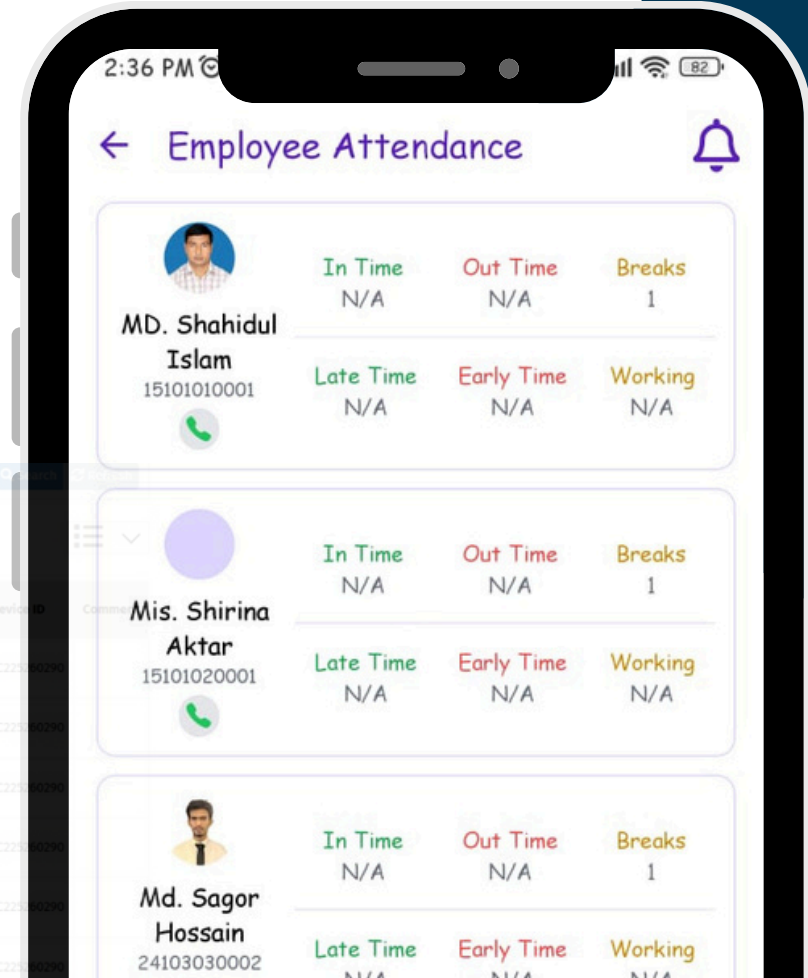 2:36 PM
82
Employee Attendance
In Time Out Time Breaks
N/A N/A 1
MD. Shahidul
Islam
15101010001
Late Time Early Time Working
N/A N/A N/A
Search
In Time Out Time Breaks
N/A N/A 1
Mis. Shirina
Aktar
15101020001
Late Time Early Time Working
N/A N/A N/A
In Time Out Time Breaks
N/A N/A 1
Md. Sagor
Hossain
24103030002
Late Time Early Time Working
N/A N/A N/A